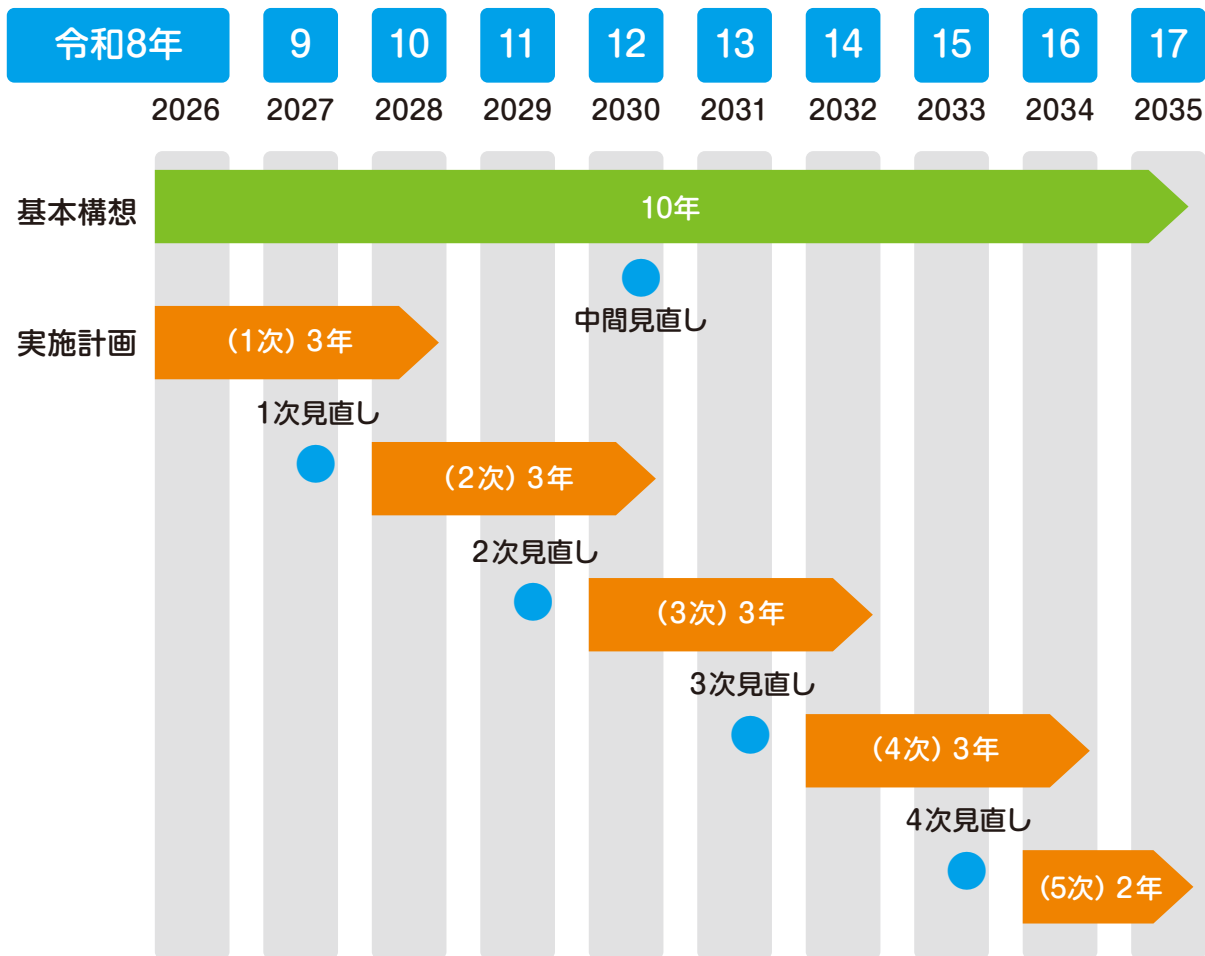 令和8年 9 10 11 12 13 14 15 16 17
2026 2027 2028 2029 2030 2031 2032 2033 2034 2035
基本構想 10年
中間見直し
実施計画 (1次) 3年
1次見直し
(2次) 3年
2次見直し
(3次) 3年
3次見直し
(4次) 3年
4次見直し
(5次) 2年